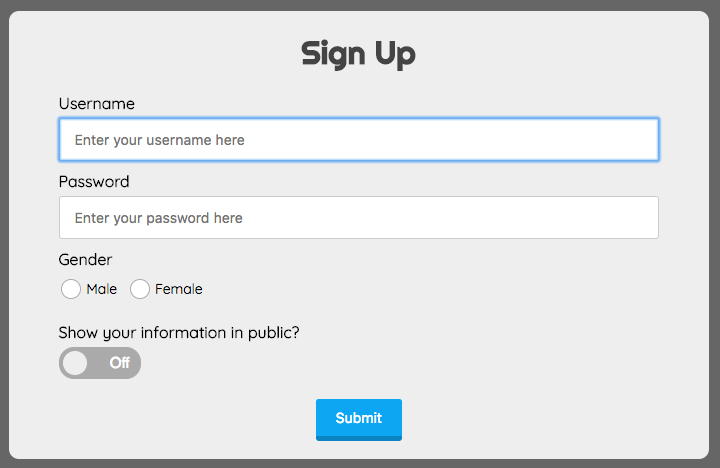 Sign Up
Username
Enter your username here
Password
Enter your password here
Gender
Male Female
Show your information in public?
Off
Submit